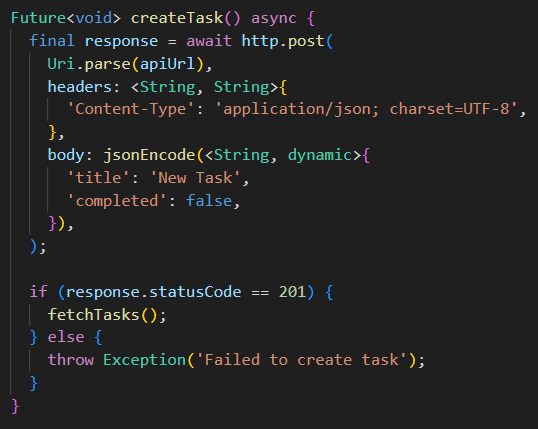 Future<void> createTask() async {
  final response = await http.post(
    Uri.parse(apiUrl),
    headers: <String, String>{
      'Content-Type': 'application/json; charset=UTF-8',
    },
    body: jsonEncode(<String, dynamic>{
      'title': 'New Task',
      'completed': false,
    }),
  );

  if (response.statusCode == 201) {
    fetchTasks();
  } else {
    throw Exception('Failed to create task');
  }
}